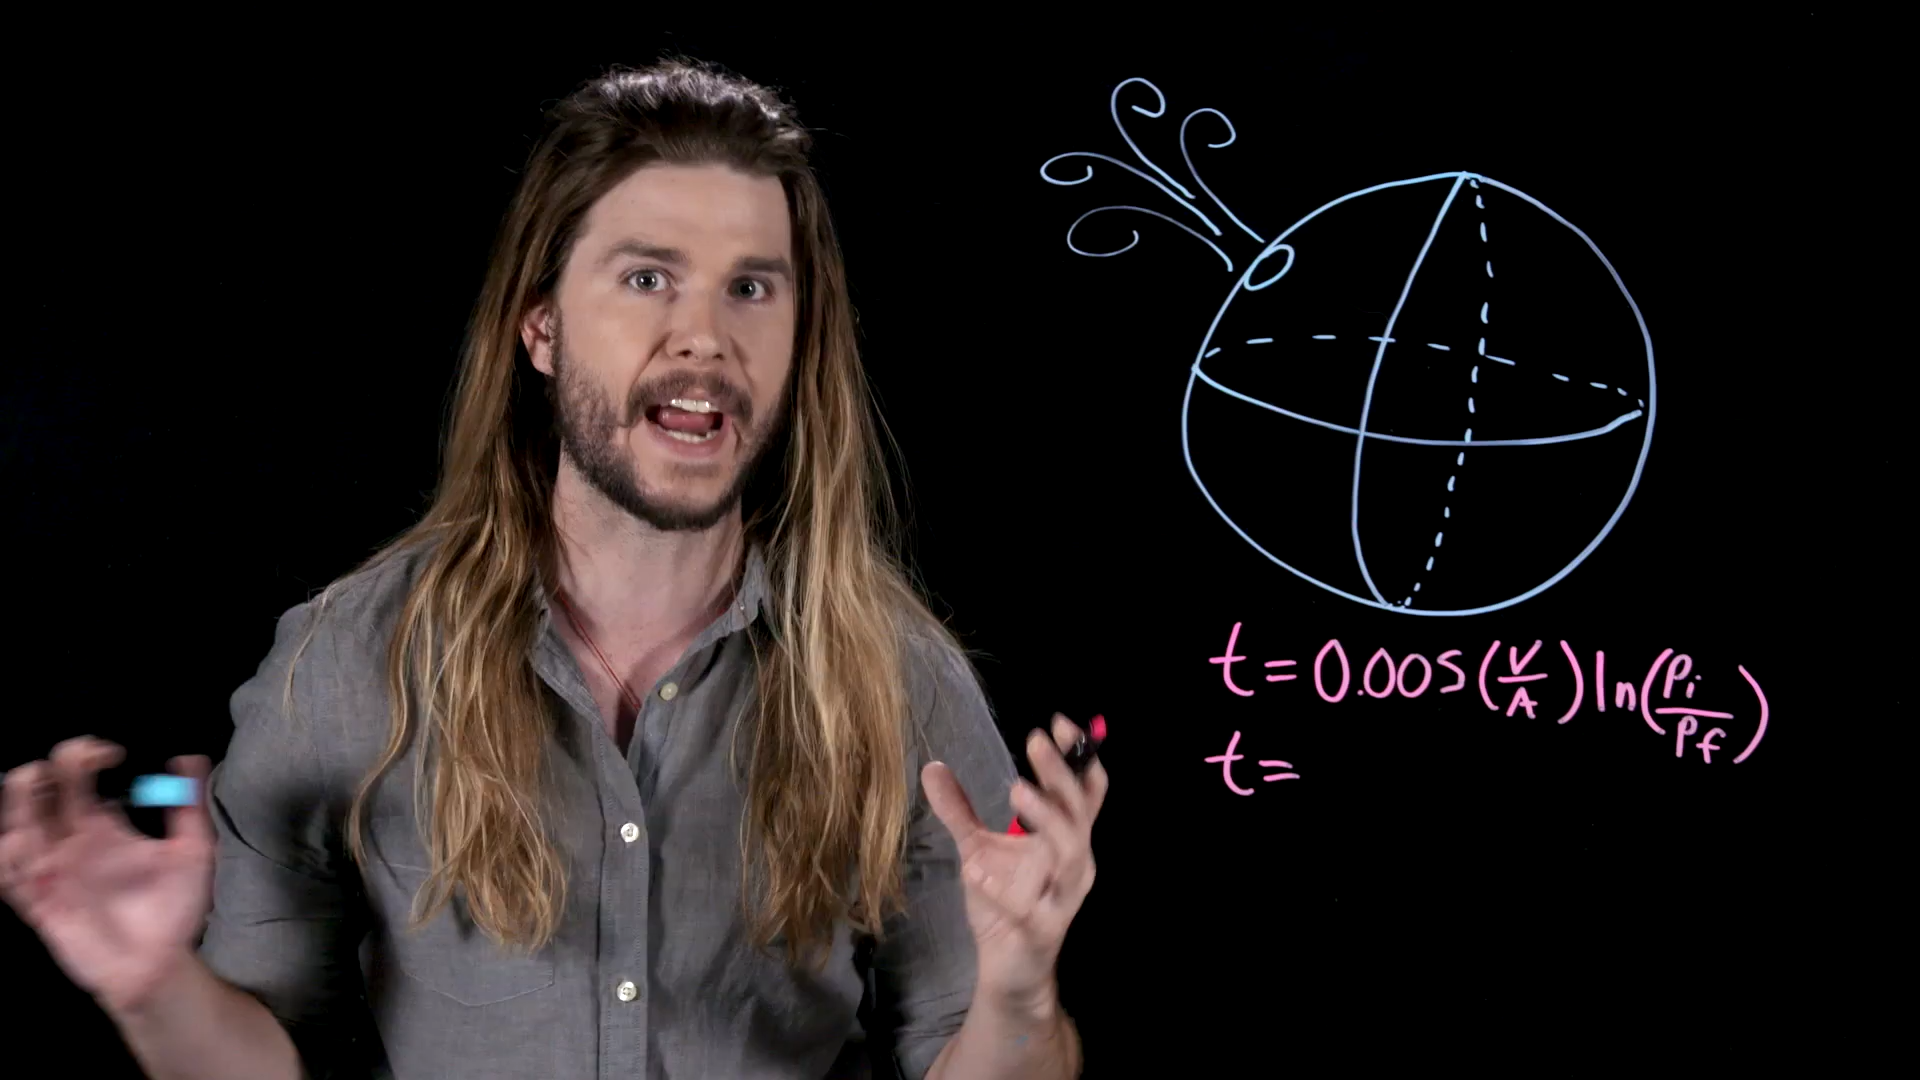 t = 0.005 (V/A) ln (Pi/Pf)
t =